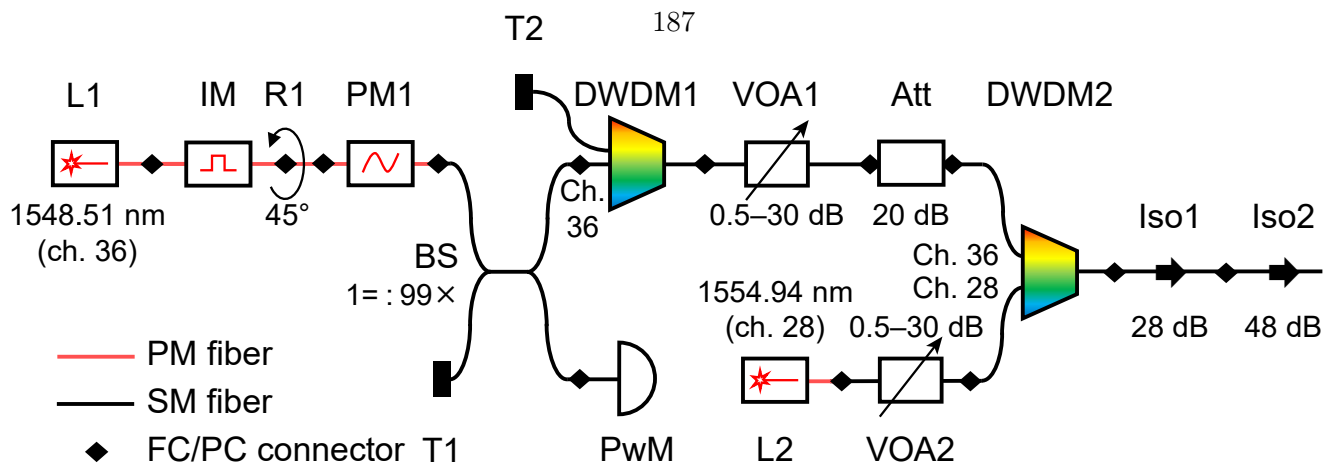 187
T2
L1 IM R1 PM1 DWDM1 VOA1 Att DWDM2
1548.51 nm
(ch. 36)
45°
Ch.
36
0.5–30 dB
20 dB
BS
1= : 99×
Ch. 36
Ch. 28
Iso1 Iso2
1554.94 nm
(ch. 28)
0.5–30 dB
28 dB 48 dB
PM fiber
SM fiber
FC/PC connector
T1 PwM L2 VOA2